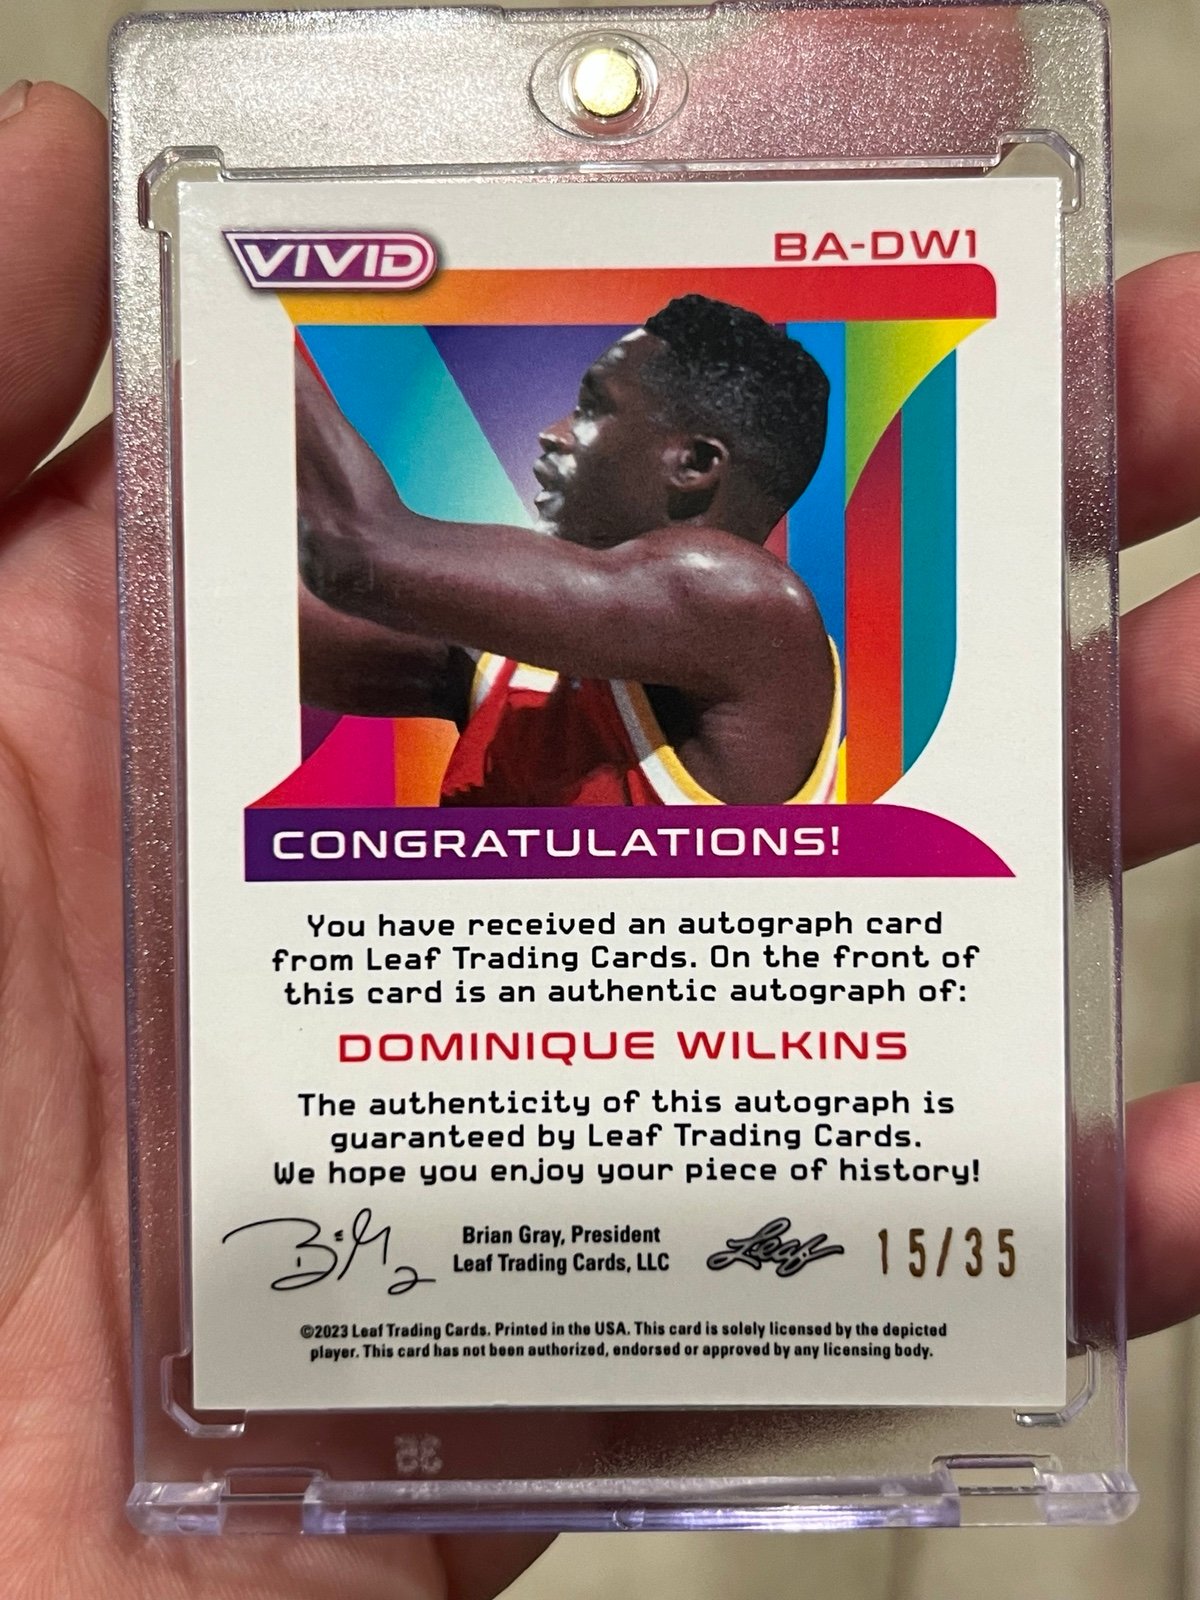 VIVID
BA-DW1
CONGRATULATIONS!
You have received an autograph card
from Leaf Trading Cards. On the front of
this card is an authentic autograph of:
DOMINIQUE WILKINS
The authenticity of this autograph is
guaranteed by Leaf Trading Cards.
We hope you enjoy your piece of history!
Brian Gray, President
Leaf Trading Cards, LLC
Leaf
15/35
©2023 Leaf Trading Cards. Printed in the USA. This card is solely licensed by the depicted
player. This card has not been authorized, endorsed or approved by any licensing body.